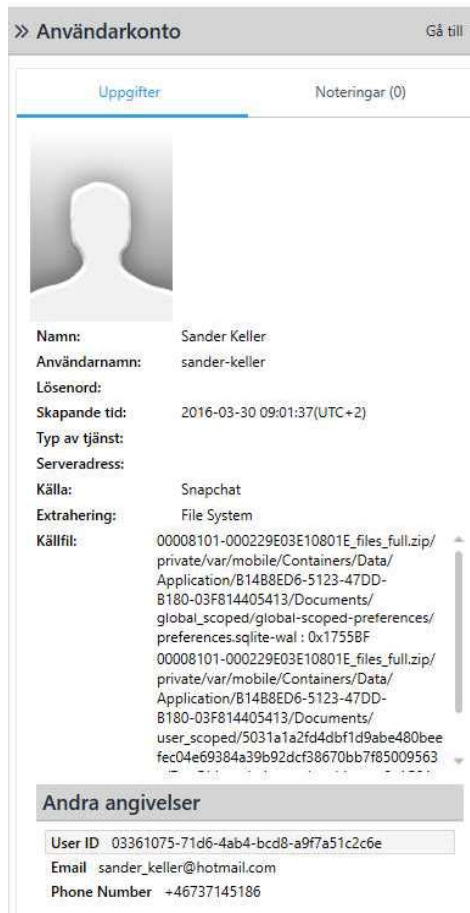 » Användarkonto Gå till
Uppgifter Noteringar (0)
Namn: Sander Keller
Användarnamn: sander-keller
Lösenord:
Skapande tid: 2016-03-30 09:01:37(UTC+2)
Typ av tjänst:
Serveradress:
Källa: Snapchat
Extrahering: File System
Källfil: 00008101-000229E03E10801E_files_full.zip/
private/var/mobile/Containers/Data/
Application/B14B8ED6-5123-47DD-
B180-03F814405413/Documents/
global_scoped/global-scoped-preferences/
preferences.sqlite-wal : 0x1755BF
00008101-000229E03E10801E_files_full.zip/
private/var/mobile/Containers/Data/
Application/B14B8ED6-5123-47DD-
B180-03F814405413/Documents/
user_scoped/5031a1a2fd4dbf1d9abe480bee
fec04e69384a39b92dcf38670bb7f85009563
Andra angivelser
User ID 03361075-71d6-4ab4-bcd8-a9f7a51c2c6e
Email sander_keller@hotmail.com
Phone Number +46737145186